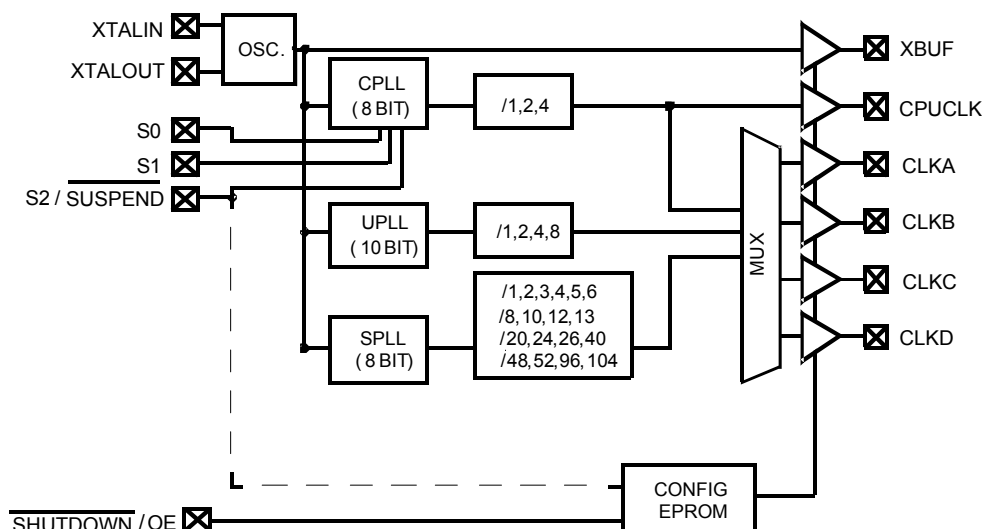 XTALIN
XTALOUT
OSC.
XBUF
CPLL
(8 BIT)
/1,2,4
CPUCLK
S0
S1
S2/SUSPEND
CLKA
UPLL
(10 BIT)
/1,2,4,8
MUX
CLKB
SPLL
(8 BIT)
/1,2,3,4,5,6
/8,10,12,13
/20,24,26,40
/48,52,96,104
CLKC
CLKD
CONFIG
EPROM
SHUTDOWN/OE